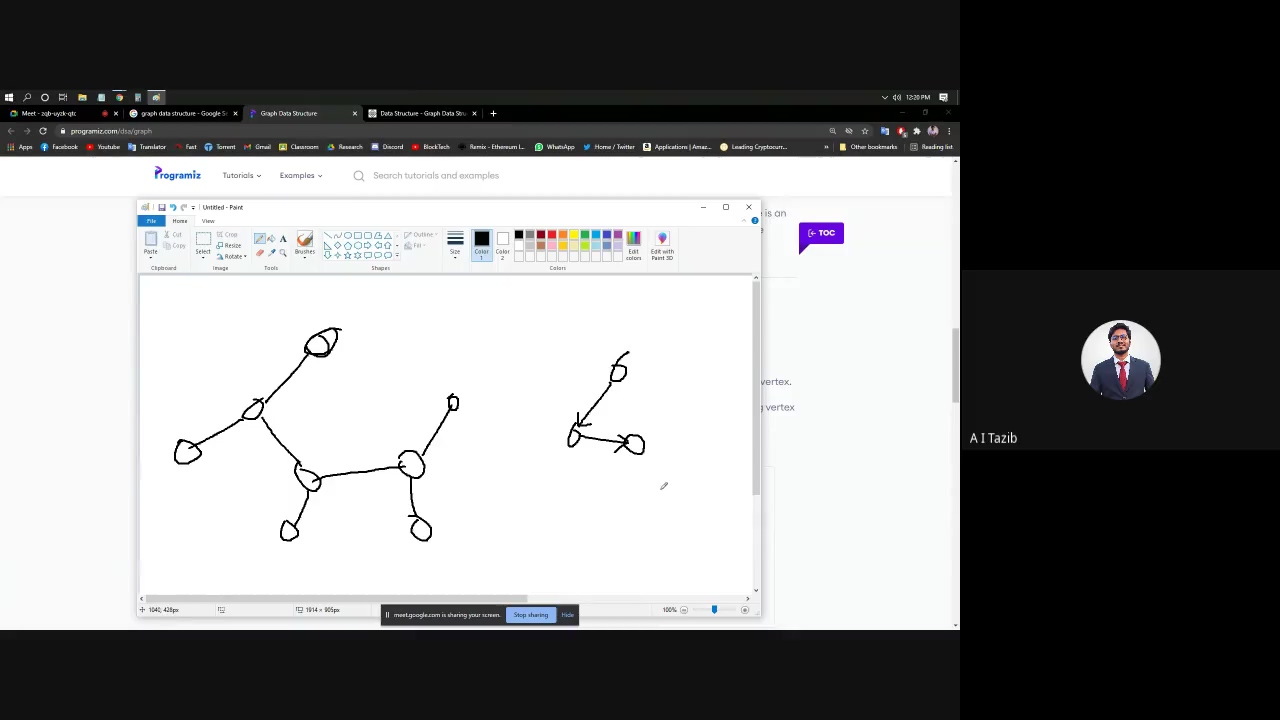 12:20 PM
Meet - zqb-uyzk-qtc
graph data structure - Google Se
Graph Data Structure
Data Structure - Graph Data Stru
programiz.com/dsa/graph
Apps Facebook Youtube Translator Fast Torrent Gmail Classroom Research Discord BlockTech Remix - Ethereum I... WhatsApp Home / Twitter Applications | Amaz... Leading Cryptocurr... » Other bookmarks Reading list
Programiz Tutorials Examples Search tutorials and examples
Untitled - Paint
e is an
File Home View
TOC
Paste Cut Copy Select Crop Resize Rotate A Brushes Outline Fill Size Color 1 Color 2 Edit colors Edit with Paint 3D
Clipboard Image Tools Shapes Colors
vertex.
ng vertex
A I Tazib
1040, 428px 1914 × 905px 100%
meet.google.com is sharing your screen. Stop sharing Hide